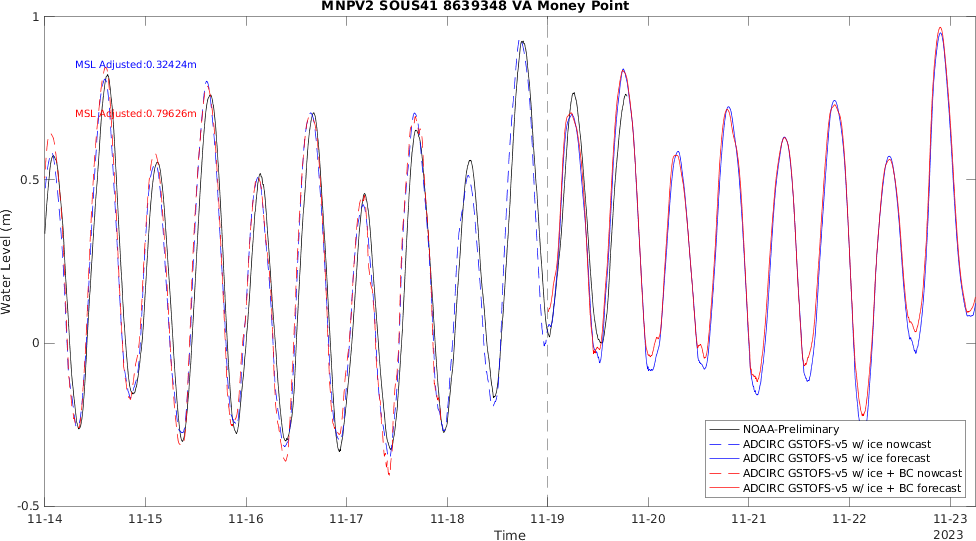 MNPV2 SOUS41 8639348 VA Money Point
1
MSL Adjusted:0.32424m
MSL Adjusted:0.79626m
0.5
Water Level (m)
0
-0.5
NOAA-Preliminary
ADCIRC GSTOFS-v5 w/ ice nowcast
ADCIRC GSTOFS-v5 w/ ice forecast
ADCIRC GSTOFS-v5 w/ ice + BC nowcast
ADCIRC GSTOFS-v5 w/ ice + BC forecast
11-14 11-15 11-16 11-17 11-18 11-19 11-20 11-21 11-22 11-23
Time
2023